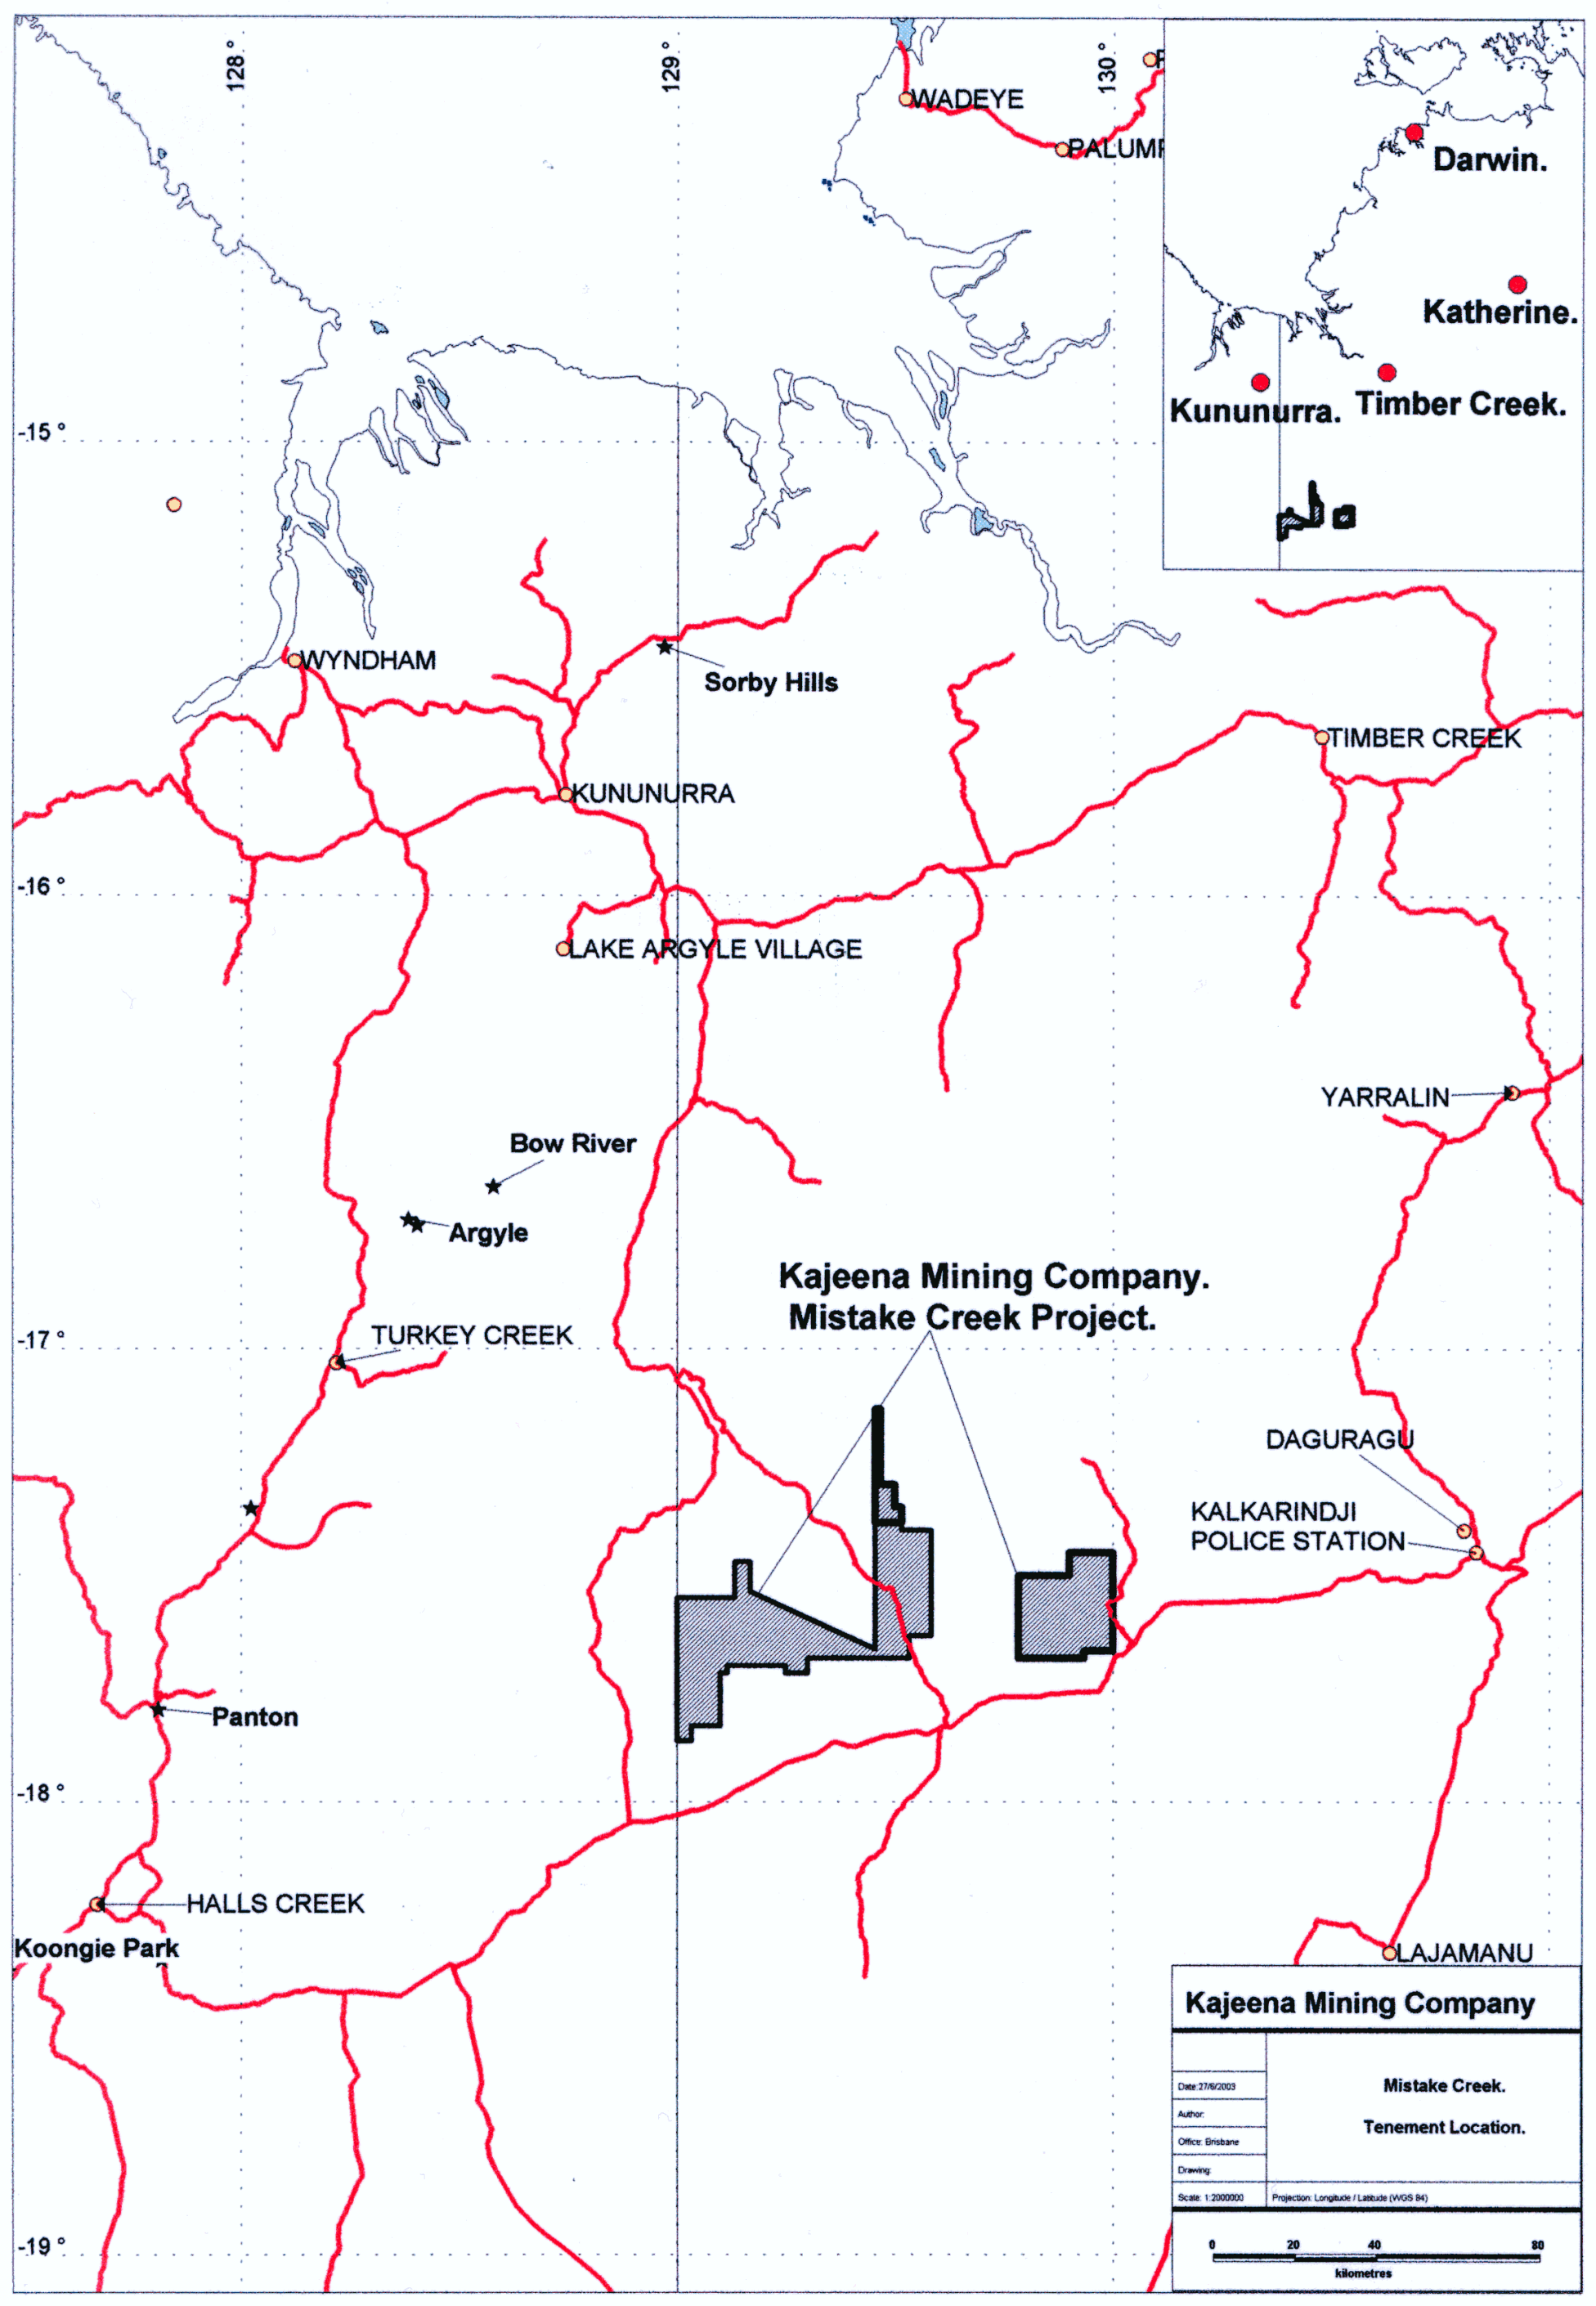 128°
129°
130°
WADEYE
Darwin.
Katherine.
Kununurra.
Timber Creek.
-15°
WYNDHAM
Sorby Hills
TIMBER CREEK
KUNUNURRA
-16°
LAKE ARGYLE VILLAGE
YARRALIN
Bow River
Argyle
Kajeena Mining Company.
Mistake Creek Project.
-17°
TURKEY CREEK
DAGURAGU
KALKARINDJI
POLICE STATION
Panton
-18°
HALLS CREEK
Koongie Park
LAJAMANU
Kajeena Mining Company
Mistake Creek.
Tenement Location.
Date:27/6/2003
Author:
Office: Brisbane
Drawing:
Scale: 1:2000000
Projection: Longitude / Latitude (WGS 84)
-19°
0 20 40 80
kilometres